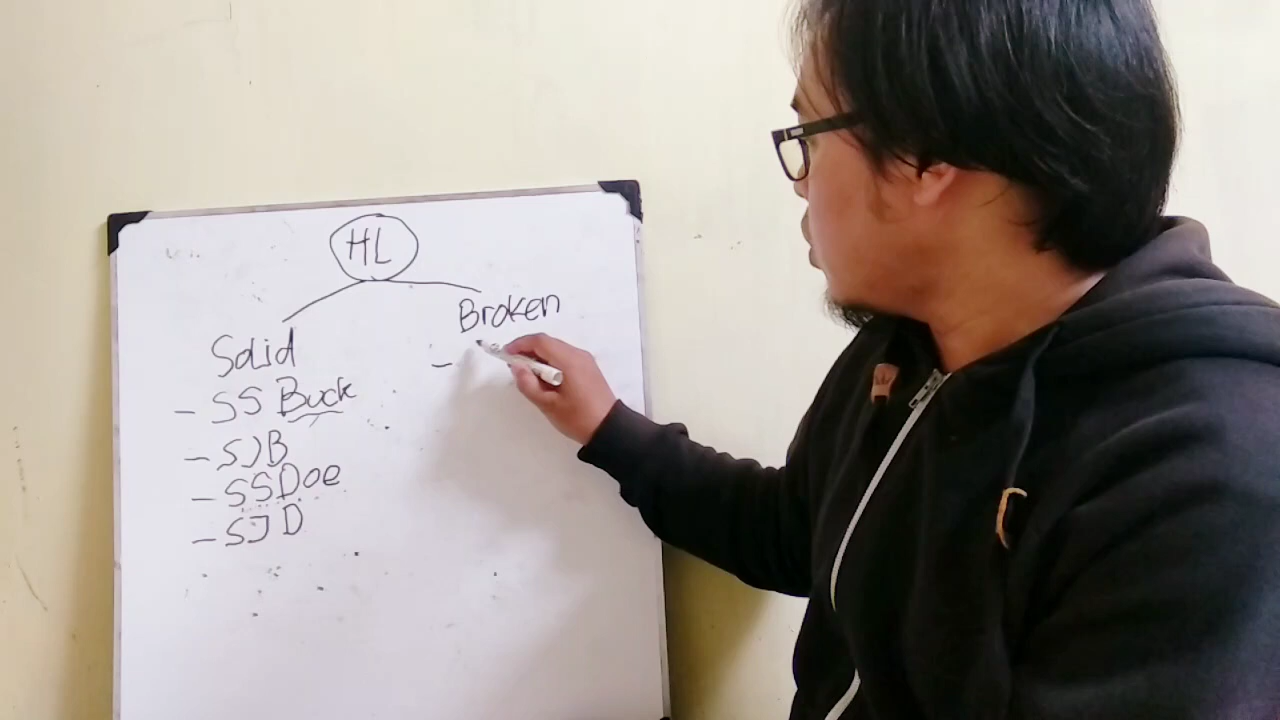 HL
Broken
Solid
- SS Buck
- SJB
- SSDoe
- SJD
-